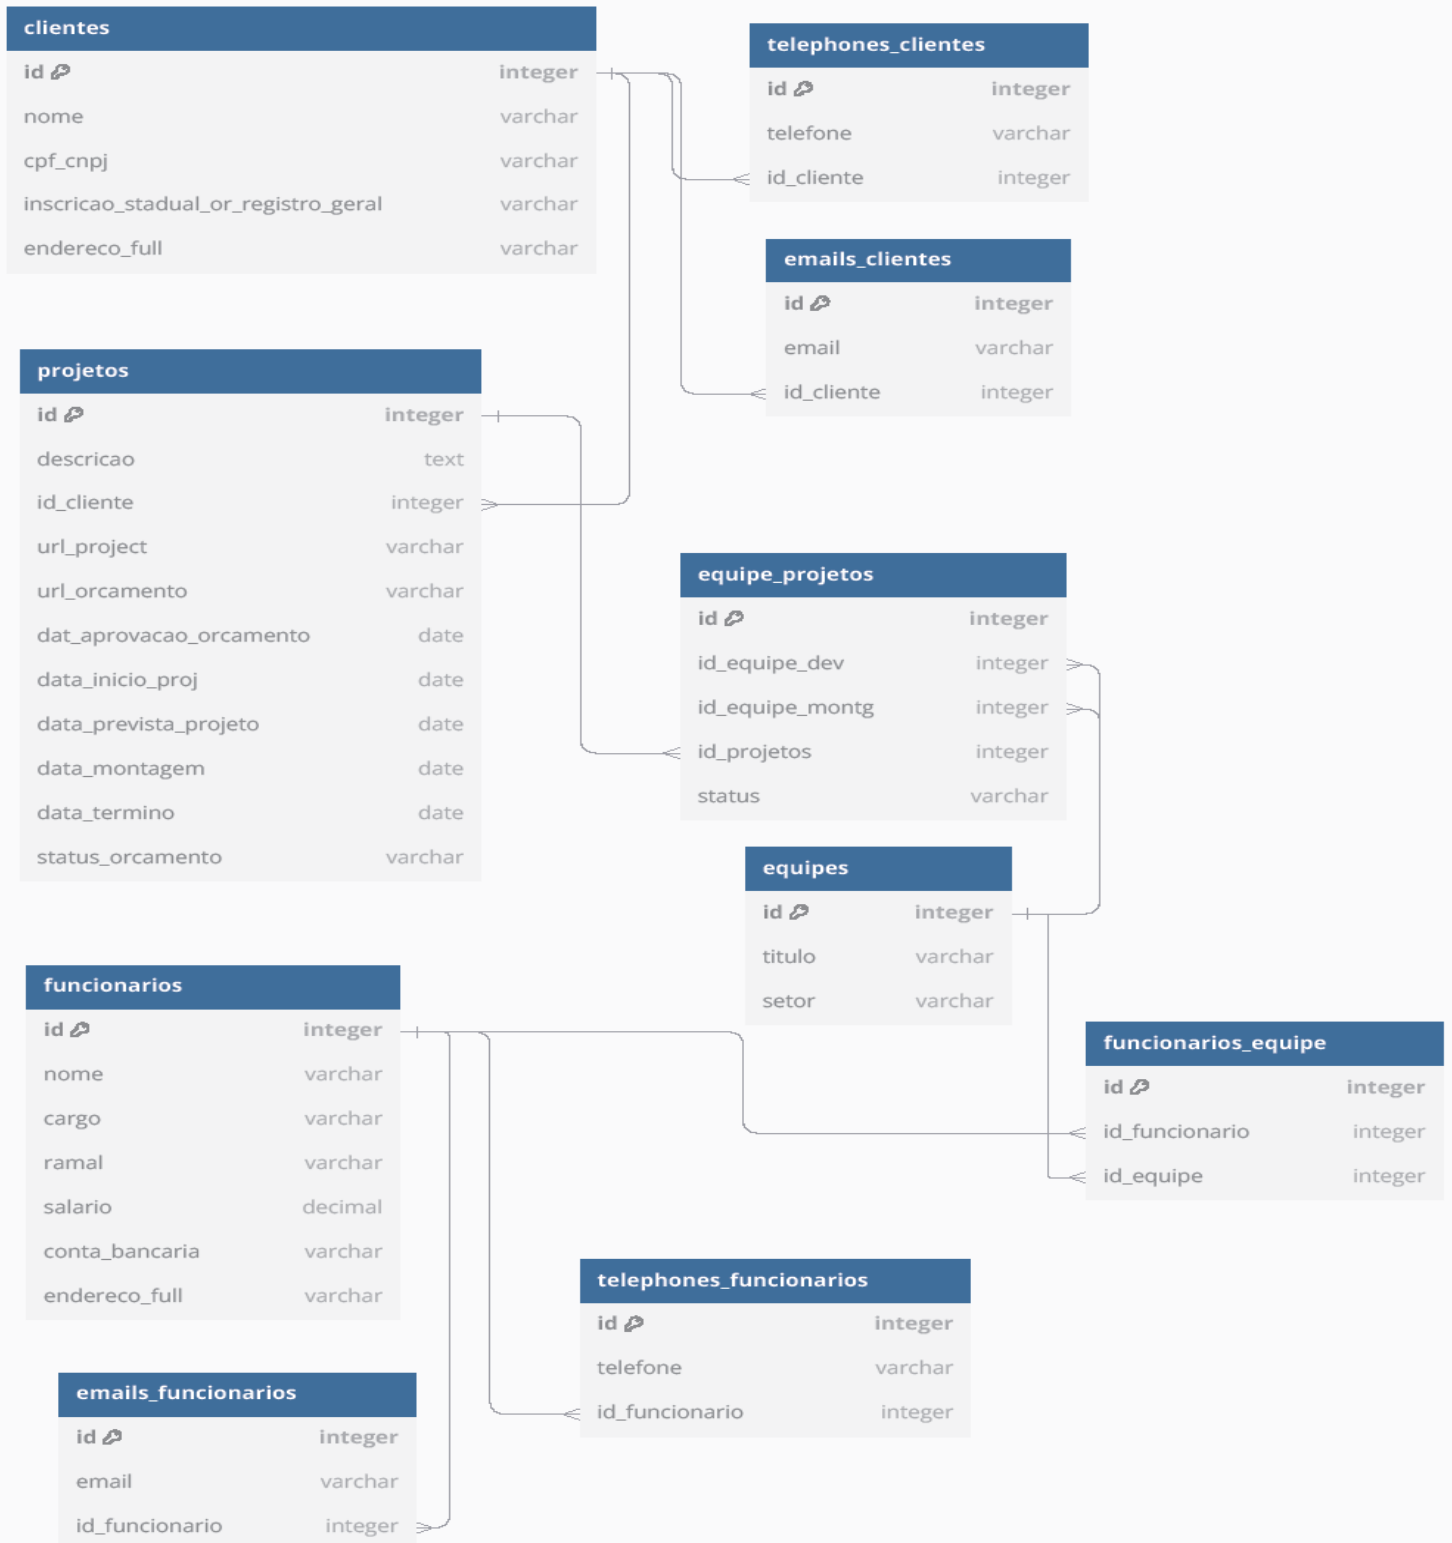 clientes
id integer
nome varchar
cpf_cnpj varchar
inscricao_stadual_or_registro_geral varchar
endereco_full varchar
telephones_clientes
id integer
telefone varchar
id_cliente integer
emails_clientes
id integer
email varchar
id_cliente integer
projetos
id integer
descricao text
id_cliente integer
url_project varchar
url_orcamento varchar
dat_aprovacao_orcamento date
data_inicio_proj date
data_prevista_projeto date
data_montagem date
data_termino date
status_orcamento varchar
equipe_projetos
id integer
id_equipe_dev integer
id_equipe_montg integer
id_projetos integer
status varchar
equipes
id integer
titulo varchar
setor varchar
funcionarios
id integer
nome varchar
cargo varchar
ramal varchar
salario decimal
conta_bancaria varchar
endereco_full varchar
funcionarios_equipe
id integer
id_funcionario integer
id_equipe integer
telephones_funcionarios
id integer
telefone varchar
id_funcionario integer
emails_funcionarios
id integer
email varchar
id_funcionario integer